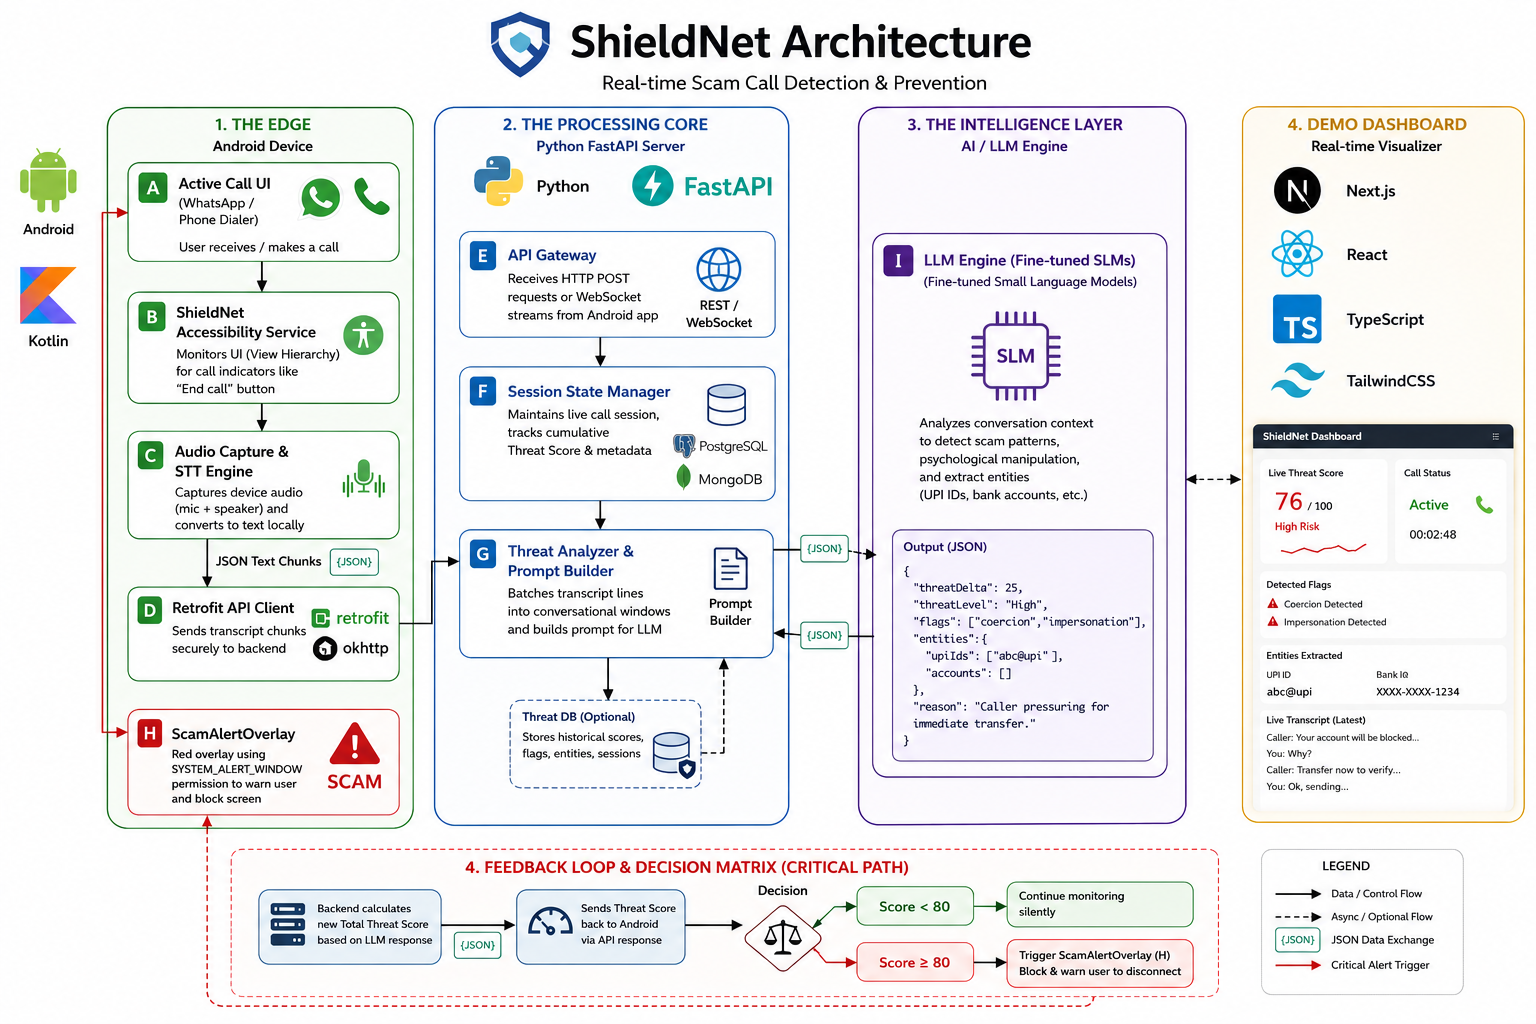 ShieldNet Architecture
Real-time Scam Call Detection & Prevention
Android
Kotlin
1. THE EDGE
Android Device
A
Active Call UI
(WhatsApp /
Phone Dialer)
User receives / makes a call
B
ShieldNet
Accessibility Service
Monitors UI (View Hierarchy)
for call indicators like
“End call” button
C
Audio Capture &
STT Engine
Captures device audio
(mic + speaker) and
converts to text locally
JSON Text Chunks
{JSON}
D
Retrofit API Client
Sends transcript chunks
securely to backend
retrofit
okhttp
H
ScamAlertOverlay
Red overlay using
SYSTEM_ALERT_WINDOW
permission to warn user
and block screen
SCAM
2. THE PROCESSING CORE
Python FastAPI Server
Python
FastAPI
E
API Gateway
Receives HTTP POST
requests or WebSocket
streams from Android app
REST /
WebSocket
F
Session State Manager
Maintains live call session,
tracks cumulative
Threat Score & metadata
PostgreSQL
MongoDB
G
Threat Analyzer &
Prompt Builder
Batches transcript lines
into conversational windows
and builds prompt for LLM
Prompt
Builder
Threat DB (Optional)
Stores historical scores,
flags, entities, sessions
{JSON}
{JSON}
3. THE INTELLIGENCE LAYER
AI / LLM Engine
I
LLM Engine (Fine-tuned SLMs)
(Fine-tuned Small Language Models)
SLM
Analyzes conversation context
to detect scam patterns,
psychological manipulation,
and extract entities
(UPI IDs, bank accounts, etc.)
Output (JSON)
{
"threatDelta": 25,
"threatLevel": "High",
"flags": ["coercion","impersonation"],
"entities":{
"upiIds": ["abc@upi" ],
"accounts": []
},
"reason": "Caller pressuring for
immediate transfer."
}
4. DEMO DASHBOARD
Real-time Visualizer
N
Next.js
React
TS
TypeScript
TailwindCSS
ShieldNet Dashboard
Live Threat Score
76 / 100
High Risk
Call Status
Active
00:02:48
Detected Flags
Coercion Detected
Impersonation Detected
Entities Extracted
UPI ID
abc@upi
Bank
XXXX-XXXX-1234
Live Transcript (Latest)
Caller: Your account will be blocked...
You: Why?
Caller: Transfer now to verify...
You: Ok, sending...
4. FEEDBACK LOOP & DECISION MATRIX (CRITICAL PATH)
Backend calculates
new Total Threat Score
based on LLM response
{JSON}
Sends Threat Score
back to Android
via API response
Decision
Score < 80
Continue monitoring
silently
Score ≥ 80
Trigger ScamAlertOverlay (H)
Block & warn user to disconnect
LEGEND
Data / Control Flow
Async / Optional Flow
{JSON}
JSON Data Exchange
Critical Alert Trigger